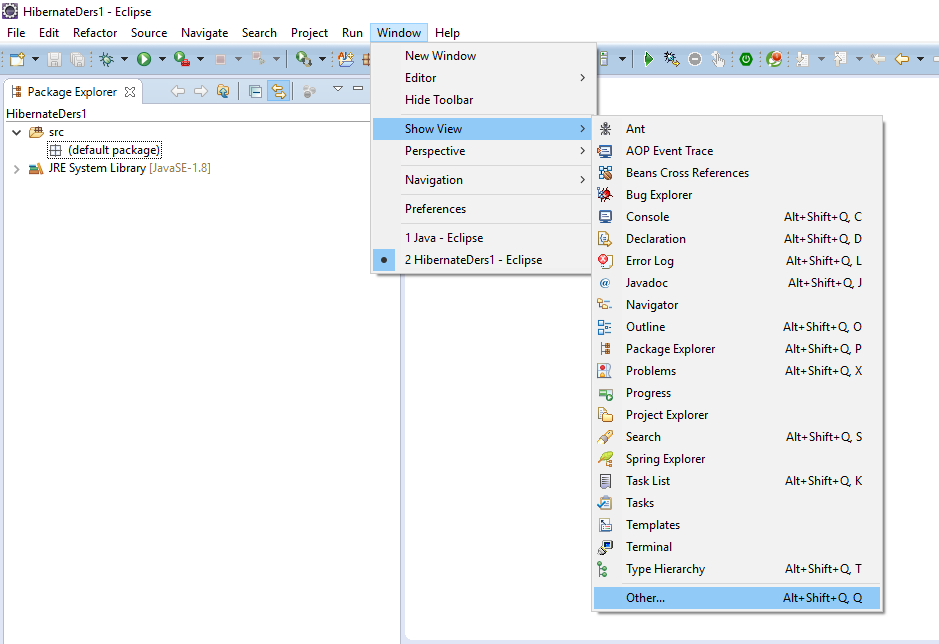 HibernateDers1 - Eclipse
File Edit Refactor Source Navigate Search Project Run Window Help
Package Explorer
HibernateDers1
src
(default package)
JRE System Library [JavaSE-1.8]
New Window
Editor
Hide Toolbar
Show View
Perspective
Navigation
Preferences
1 Java - Eclipse
2 HibernateDers1 - Eclipse
Ant
AOP Event Trace
Beans Cross References
Bug Explorer
Console Alt+Shift+Q, C
Declaration Alt+Shift+Q, D
Error Log Alt+Shift+Q, L
Javadoc Alt+Shift+Q, J
Navigator
Outline Alt+Shift+Q, O
Package Explorer Alt+Shift+Q, P
Problems Alt+Shift+Q, X
Progress
Project Explorer
Search Alt+Shift+Q, S
Spring Explorer
Task List Alt+Shift+Q, K
Tasks
Templates
Terminal
Type Hierarchy Alt+Shift+Q, T
Other... Alt+Shift+Q, Q